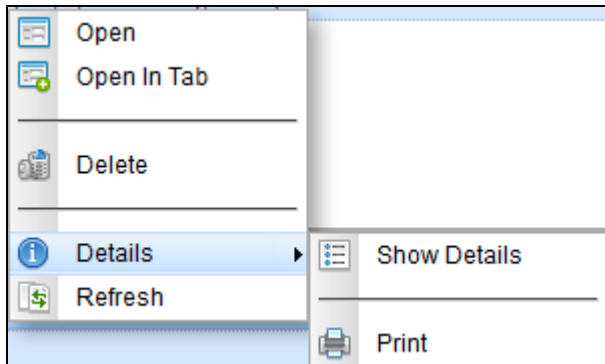 Open
Open In Tab
Delete
Details
Show Details
Refresh
Print